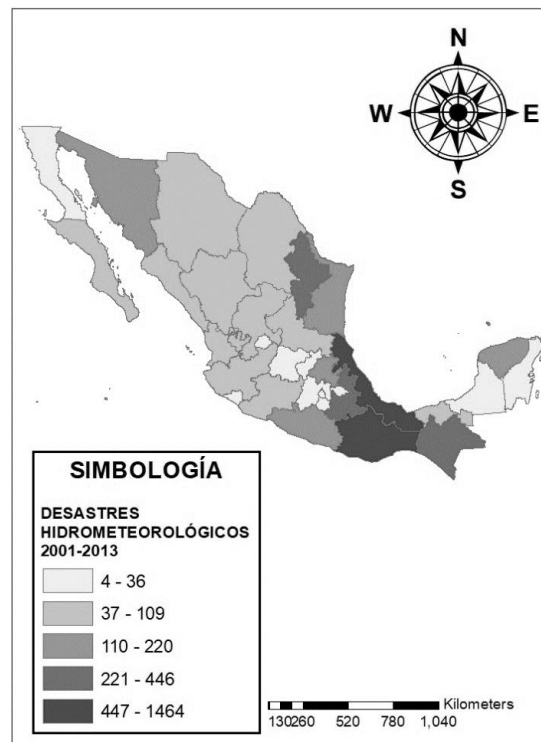 N
W E
S
SIMBOLOGÍA
DESASTRES
HIDROMETEOROLÓGICOS
2001-2013
4 - 36
37 - 109
110 - 220
221 - 446
447 - 1464
Kilometers
130260 520 780 1,040